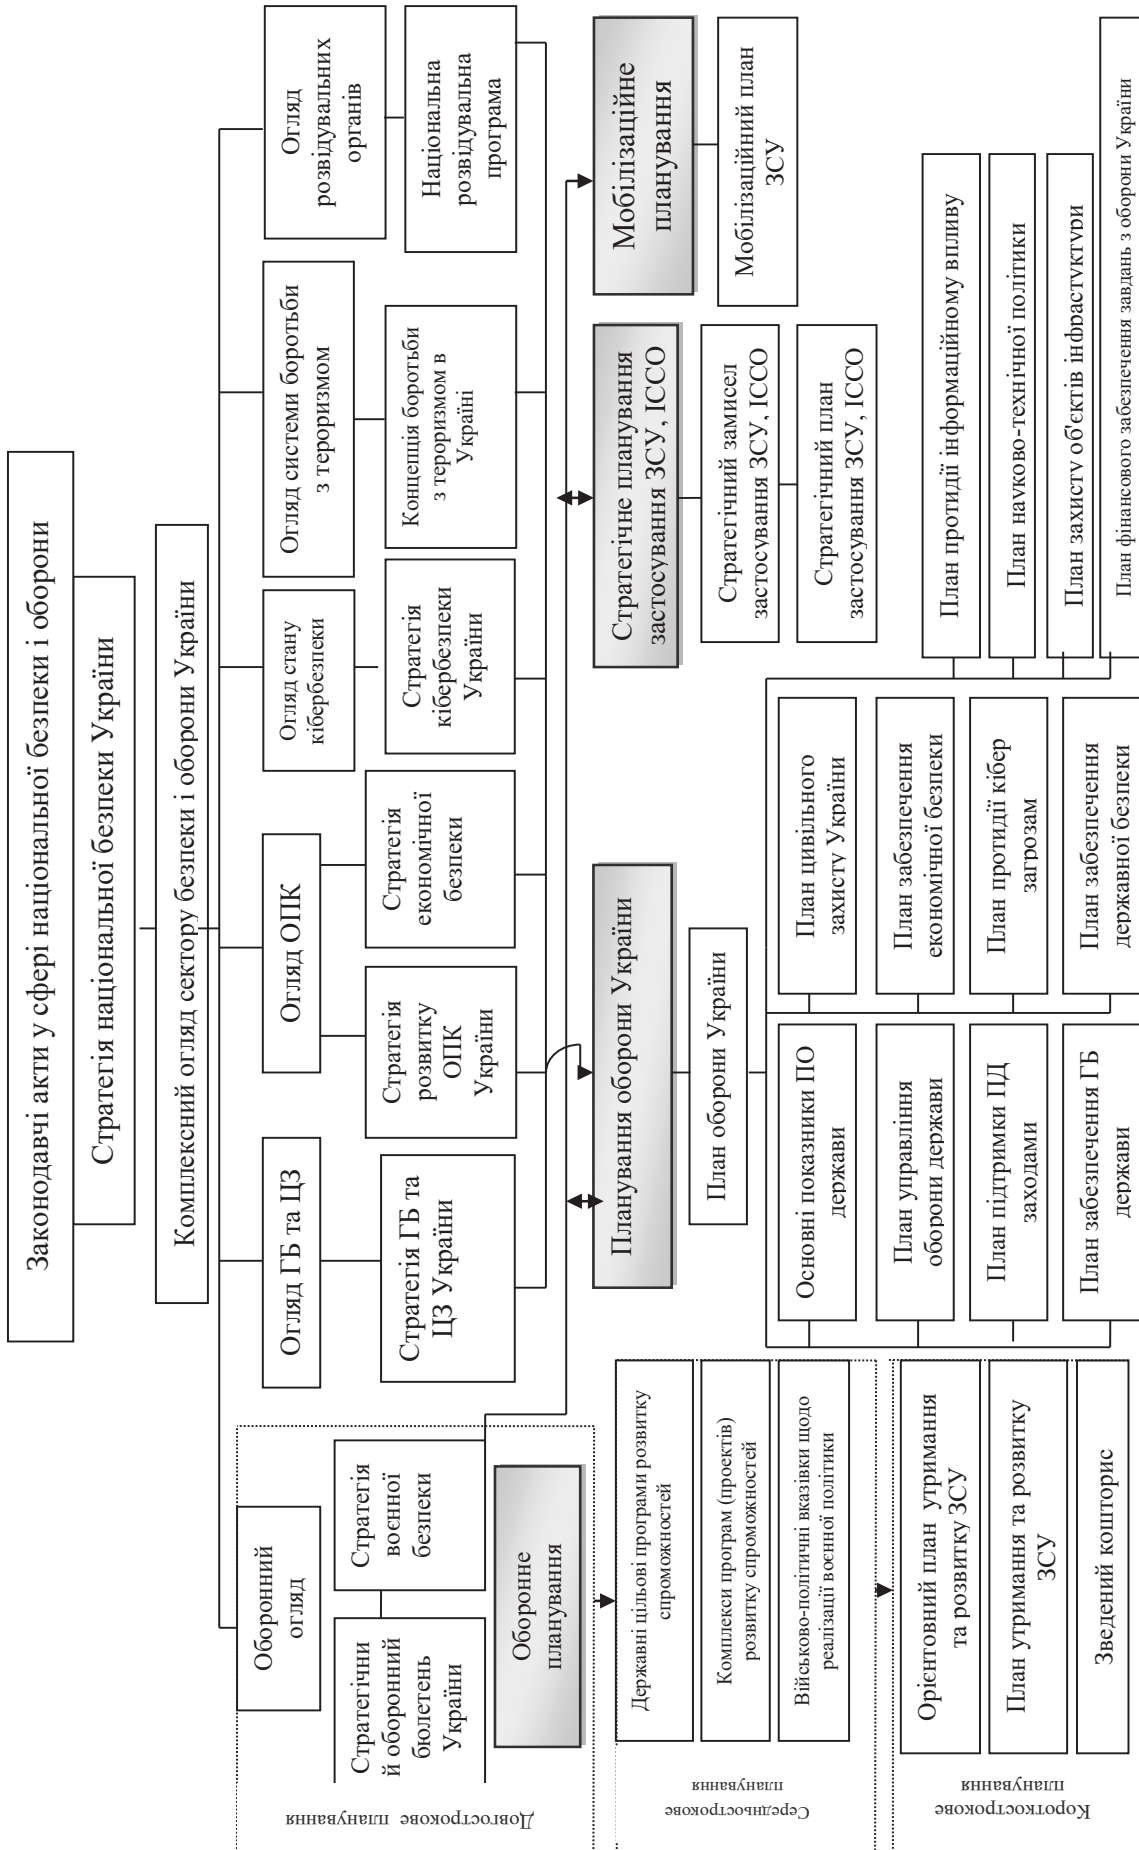 Законодавчі акти у сфері національної безпеки і оборони
Стратегія національної безпеки України
Комплексний огляд сектору безпеки і оборони України
Оборонний
огляд
Огляд ГБ та ЦЗ
Огляд ОПК
Огляд стану
кібербезпеки
Огляд системи боротьби
з тероризмом
Огляд
розвідувальних
органів
Стратегічни
й оборонний
бюлетень
України
Стратегія
воєнної
безпеки
Стратегія ГБ та
ЦЗ України
Стратегія
розвитку
ОПК
України
Стратегія
економічної
безпеки
Стратегія
кібербезпеки
України
Концепція боротьби
з тероризмом в
Україні
Національна
розвідувальна
програма
Довгострокове планування
Оборонне
планування
Планування оборони України
Стратегічне планування
застосування ЗСУ, ІССО
Мобілізаційне
планування
План оборони України
Стратегічний замисел
застосування ЗСУ, ІССО
Стратегічний план
застосування ЗСУ, ІССО
Мобілізаційний план
ЗСУ
Середньострокове
планування
Державні цільові програми розвитку
спроможностей
Комплекси програм (проектів)
розвитку спроможностей
Військово-політичні вказівки щодо
реалізації воєнної політики
Короткострокове
планування
Орієнтовний план утримання
та розвитку ЗСУ
План утримання та розвитку
ЗСУ
Зведений кошторис
Основні показники ПО
держави
План управління
оборони держави
План підтримки ПД
заходами
План забезпечення ГБ
держави
План цивільного
захисту України
План забезпечення
економічної безпеки
План протидії кібер
загрозам
План забезпечення
державної безпеки
План протидії інформаційному впливу
План науково-технічної політики
План захисту об'єктів інфраструктури
План фінансового забезпечення завдань з оборони України